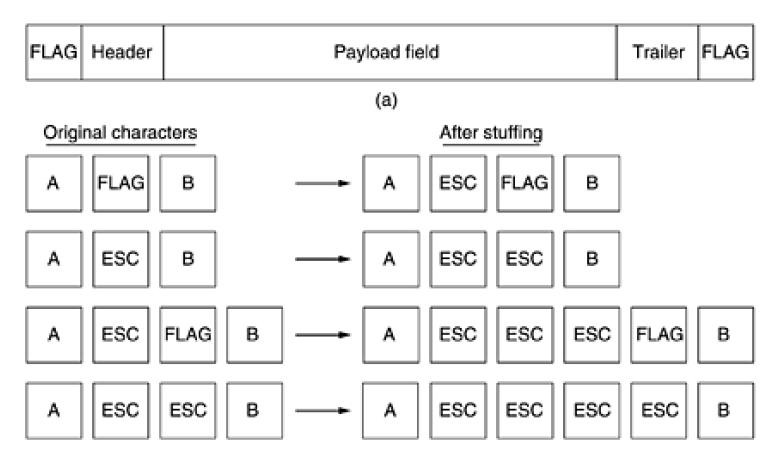 FLAG Header Payload field Trailer FLAG
(a)
Original characters After stuffing
A FLAG B A ESC FLAG B
A ESC B A ESC ESC B
A ESC FLAG B A ESC ESC ESC FLAG B
A ESC ESC B A ESC ESC ESC ESC B